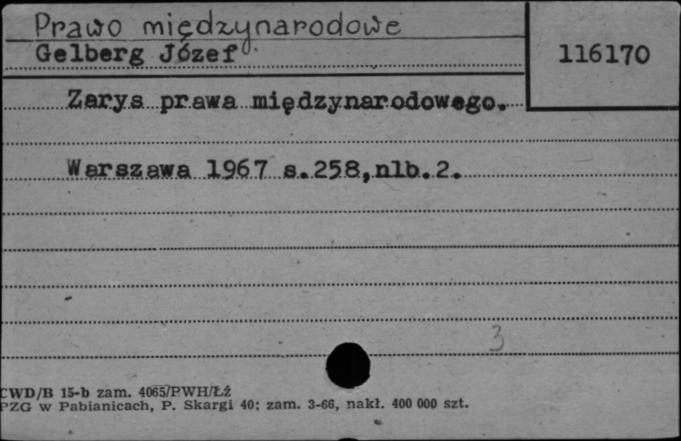 Prawo międzynarodowe
Gelberg Józef
116170
Zarys prawa międzynarodowego.
Warszawa 1967 s.258,nlb.2.
3
CWD/B 15-b zam. 4065/PWH/Łź
PZG w Pabianicach, P. Skargi 40; zam. 3-66, nakł. 400 000 szt.